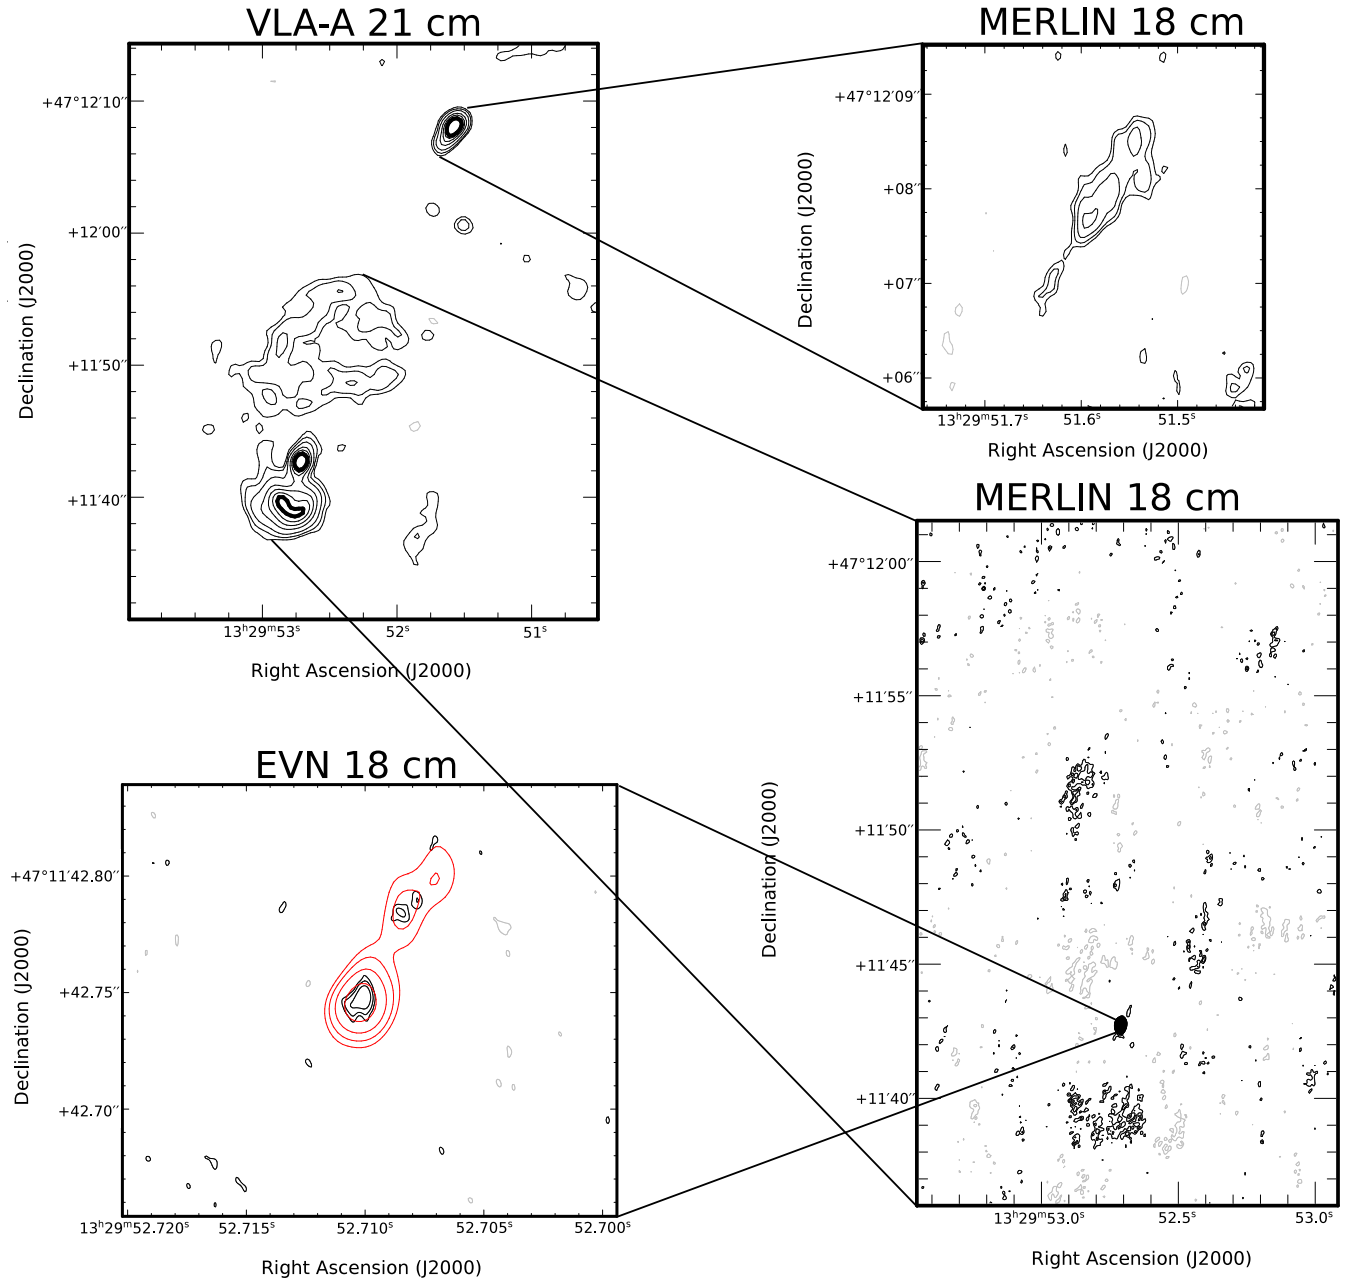 VLA-A 21 cm
+47°12′10′′
+12′00′′
+11′50′′
+11′40′′
Declination (J2000)
13ʰ29ᵐ53ˢ 52ˢ 51ˢ
Right Ascension (J2000)
MERLIN 18 cm
+47°12′09′′
+08′′
+07′′
+06′′
Declination (J2000)
13ʰ29ᵐ51.7ˢ 51.6ˢ 51.5ˢ
Right Ascension (J2000)
MERLIN 18 cm
+47°12′00′′
+11′55′′
+11′50′′
+11′45′′
+11′40′′
Declination (J2000)
13ʰ29ᵐ53.0ˢ 52.5ˢ 53.0ˢ
Right Ascension (J2000)
EVN 18 cm
+47°11′42.80′′
+42.75′′
+42.70′′
Declination (J2000)
13ʰ29ᵐ52.720ˢ 52.715ˢ 52.710ˢ 52.705ˢ 52.700ˢ
Right Ascension (J2000)